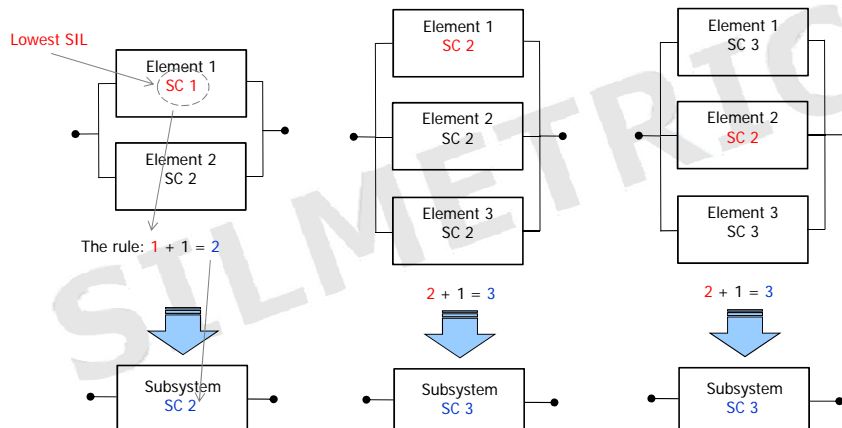 Lowest SIL
Element 1
SC 1
Element 2
SC 2
The rule: 1 + 1 = 2
Subsystem
SC 2
Element 1
SC 2
Element 2
SC 2
Element 3
SC 2
2 + 1 = 3
Subsystem
SC 3
Element 1
SC 3
Element 2
SC 2
Element 3
SC 3
2 + 1 = 3
Subsystem
SC 3
SILMETRIC